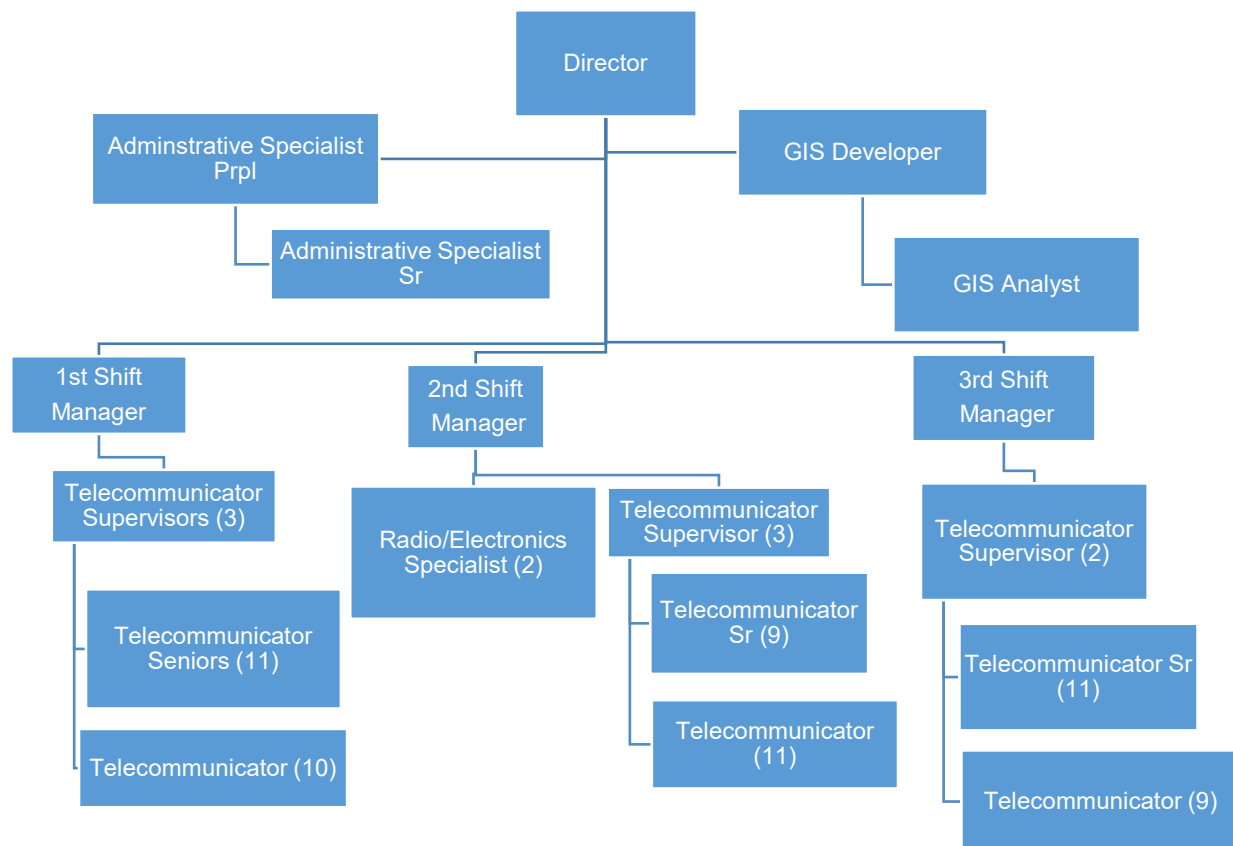 Director
Adminstrative Specialist
Prpl
GIS Developer
Administrative Specialist
Sr
GIS Analyst
1st Shift
Manager
2nd Shift
Manager
3rd Shift
Manager
Telecommunicator
Supervisors (3)
Radio/Electronics
Specialist (2)
Telecommunicator
Supervisor (3)
Telecommunicator
Supervisor (2)
Telecommunicator
Seniors (11)
Telecommunicator
Sr (9)
Telecommunicator Sr
(11)
Telecommunicator (10)
Telecommunicator
(11)
Telecommunicator (9)